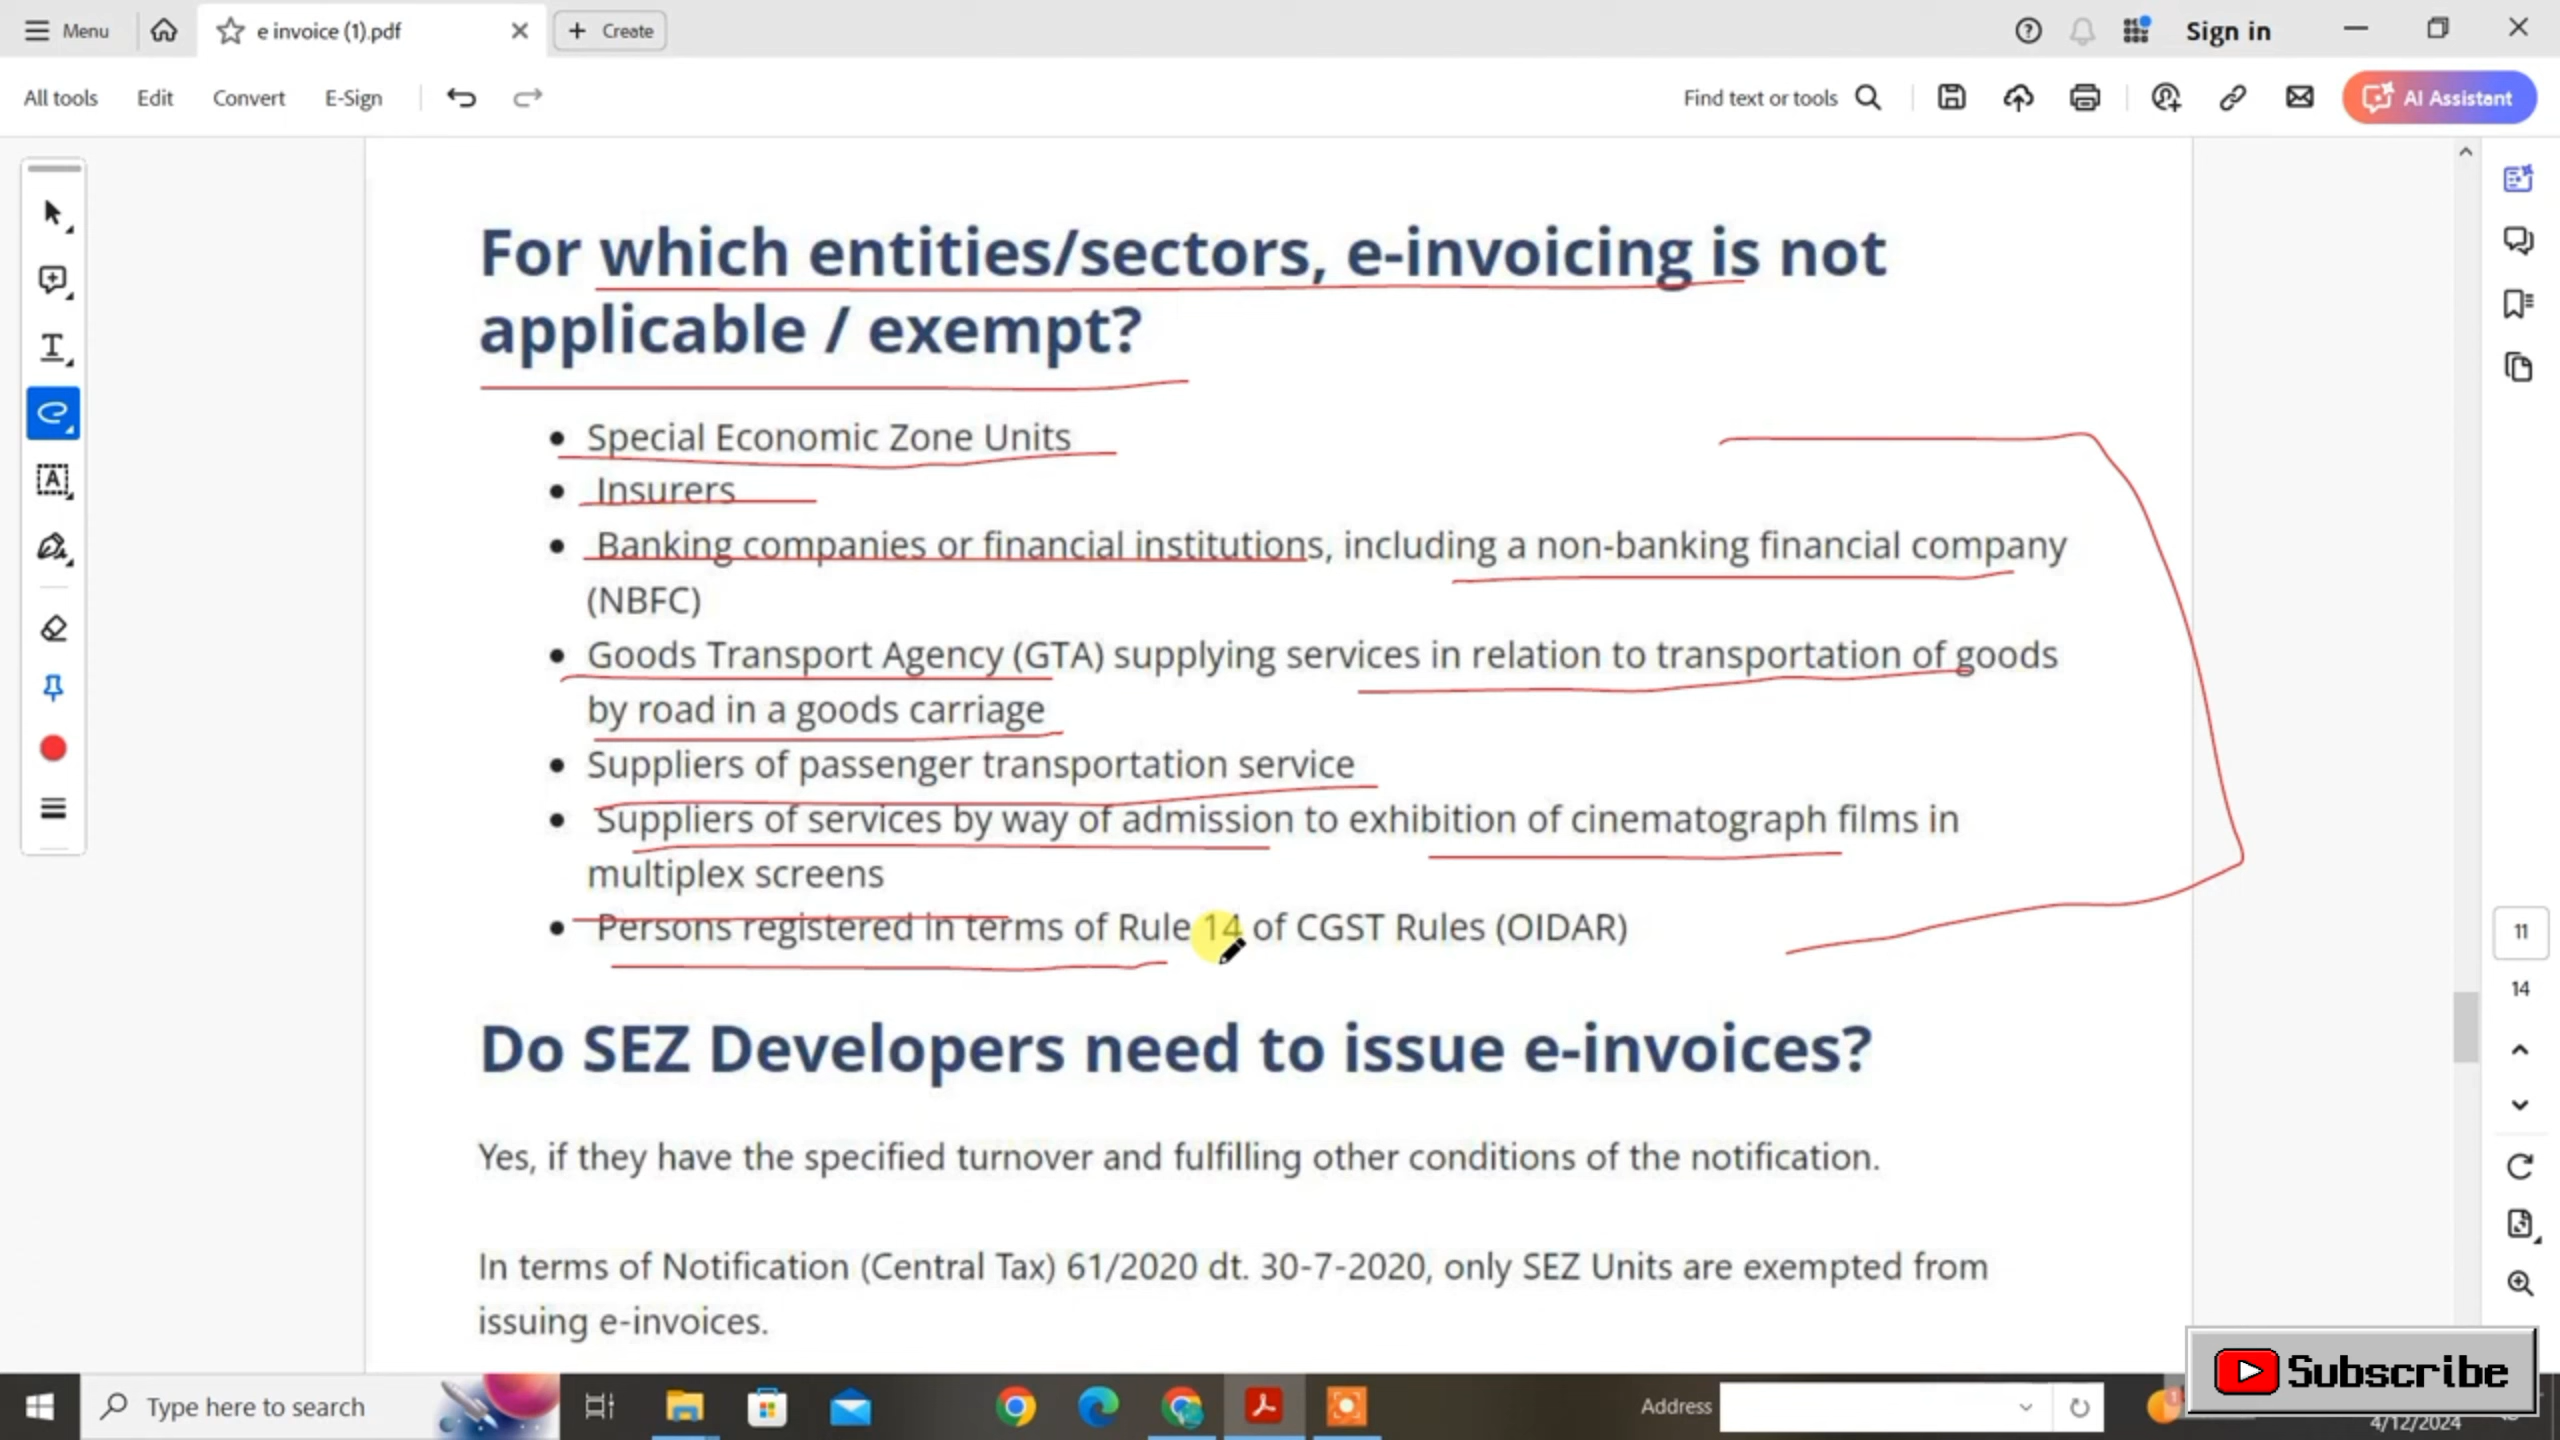 Menu
e invoice (1).pdf
Create
Sign in
All tools
Edit
Convert
E-Sign
Find text or tools
AI Assistant
For which entities/sectors, e-invoicing is not
applicable / exempt?
• Special Economic Zone Units
• Insurers
• Banking companies or financial institutions, including a non-banking financial company
(NBFC)
• Goods Transport Agency (GTA) supplying services in relation to transportation of goods
by road in a goods carriage
• Suppliers of passenger transportation service
• Suppliers of services by way of admission to exhibition of cinematograph films in
multiplex screens
• Persons registered in terms of Rule 14 of CGST Rules (OIDAR)
11
14
Do SEZ Developers need to issue e-invoices?
Yes, if they have the specified turnover and fulfilling other conditions of the notification.
In terms of Notification (Central Tax) 61/2020 dt. 30-7-2020, only SEZ Units are exempted from
issuing e-invoices.
Subscribe
Type here to search
Address
4/12/2024